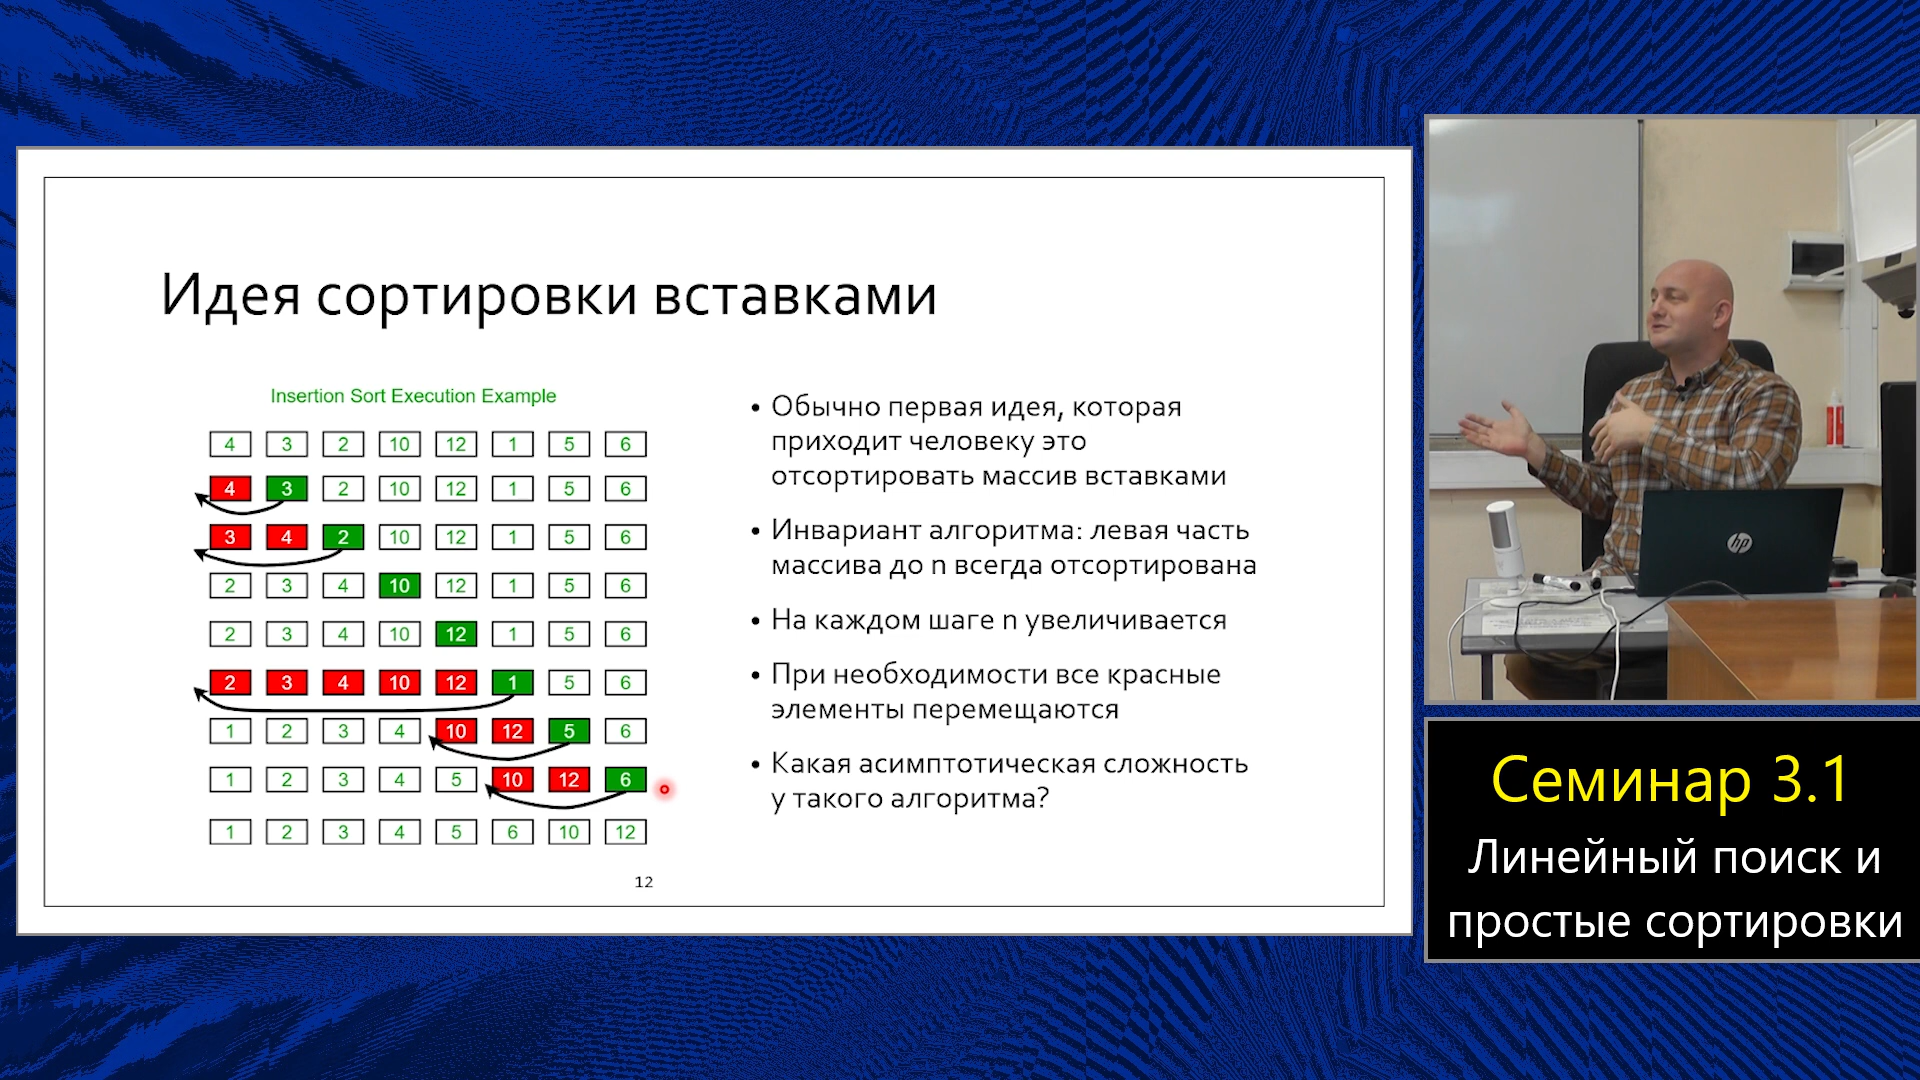 Идея сортировки вставками
Insertion Sort Execution Example
4 3 2 10 12 1 5 6
4 3 2 10 12 1 5 6
3 4 2 10 12 1 5 6
2 3 4 10 12 1 5 6
2 3 4 10 12 1 5 6
2 3 4 10 12 1 5 6
1 2 3 4 10 12 5 6
1 2 3 4 5 10 12 6
1 2 3 4 5 6 10 12
• Обычно первая идея, которая
приходит человеку это
отсортировать массив вставками
• Инвариант алгоритма: левая часть
массива до n всегда отсортирована
• На каждом шаге n увеличивается
• При необходимости все красные
элементы перемещаются
• Какая асимптотическая сложность
у такого алгоритма?
12
hp
Семинар 3.1
Линейный поиск и
простые сортировки